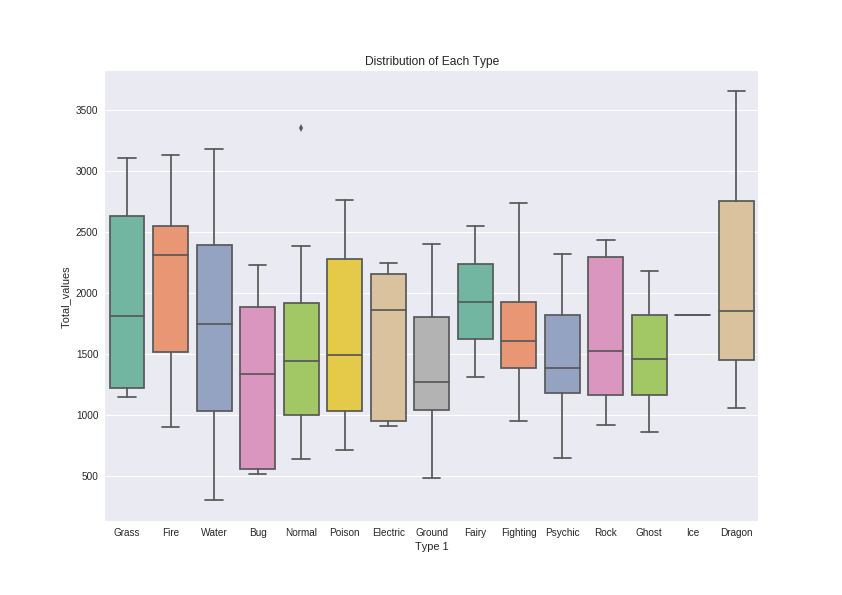 Distribution of Each Type
Total_values
3500
3000
2500
2000
1500
1000
500
Grass Fire Water Bug Normal Poison Electric Ground Fairy Fighting Psychic Rock Ghost Ice Dragon
Type 1